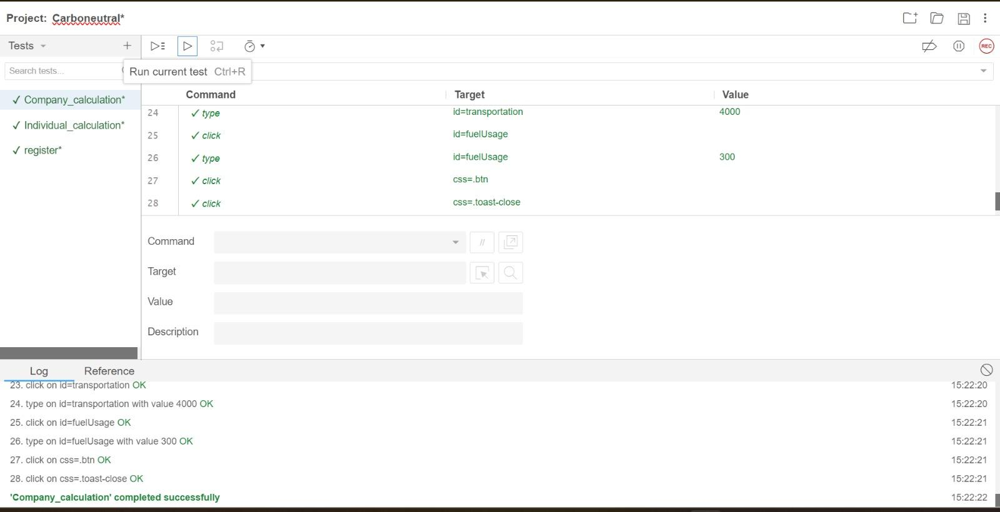 Project: Carboneutral*
Tests
REC
Search tests...
Run current test Ctrl+R
Command Target Value
✓ Company_calculation*
✓ Individual_calculation*
✓ register*
24 ✓ type id=transportation 4000
25 ✓ click id=fuelUsage
26 ✓ type id=fuelUsage 300
27 ✓ click css=.btn
28 ✓ click css=.toast-close
Command //
Target
Value
Description
Log Reference
23. click on id=transportation OK 15:22:20
24. type on id=transportation with value 4000 OK 15:22:20
25. click on id=fuelUsage OK 15:22:21
26. type on id=fuelUsage with value 300 OK 15:22:21
27. click on css=.btn OK 15:22:21
28. click on css=.toast-close OK 15:22:21
'Company_calculation' completed successfully 15:22:22